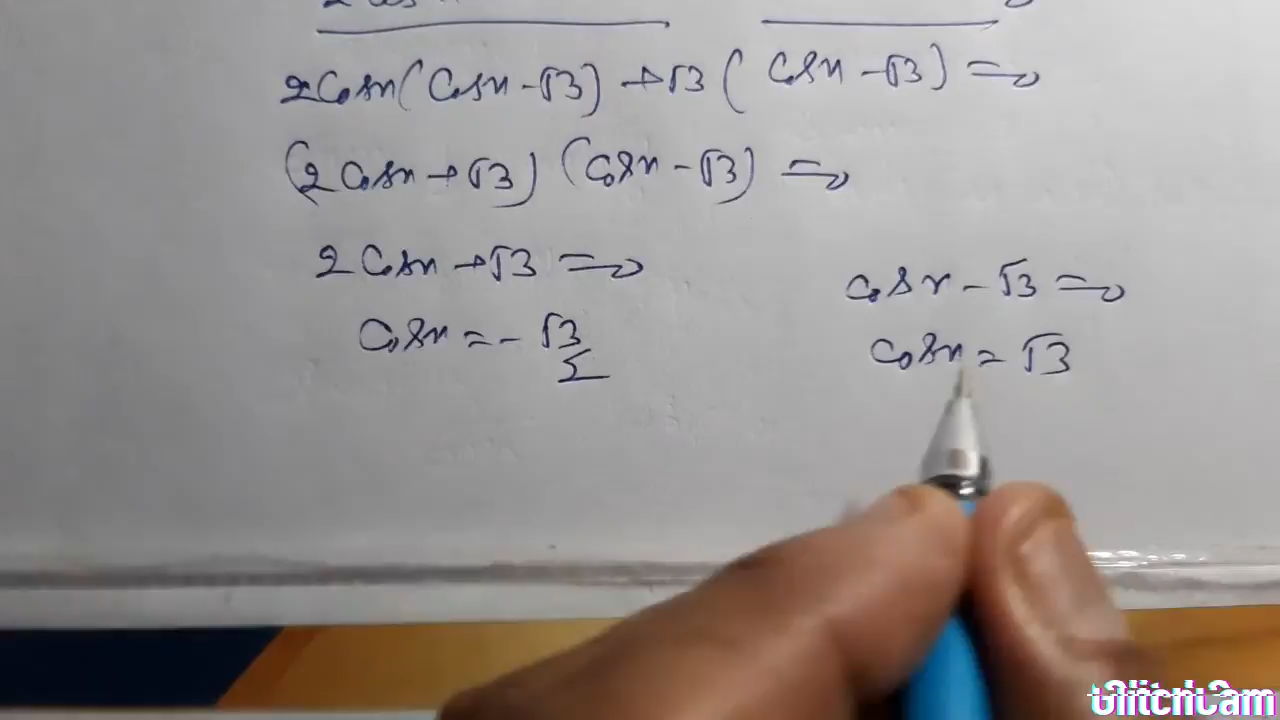 2Cosx(Cosx-√3)+√3(Cosx-√3)=0
(2Cosx+√3)(Cosx-√3)=0
2Cosx+√3=0
Cosx-√3=0
Cosx=-√3/2
Cosx=√3
GlitchCam